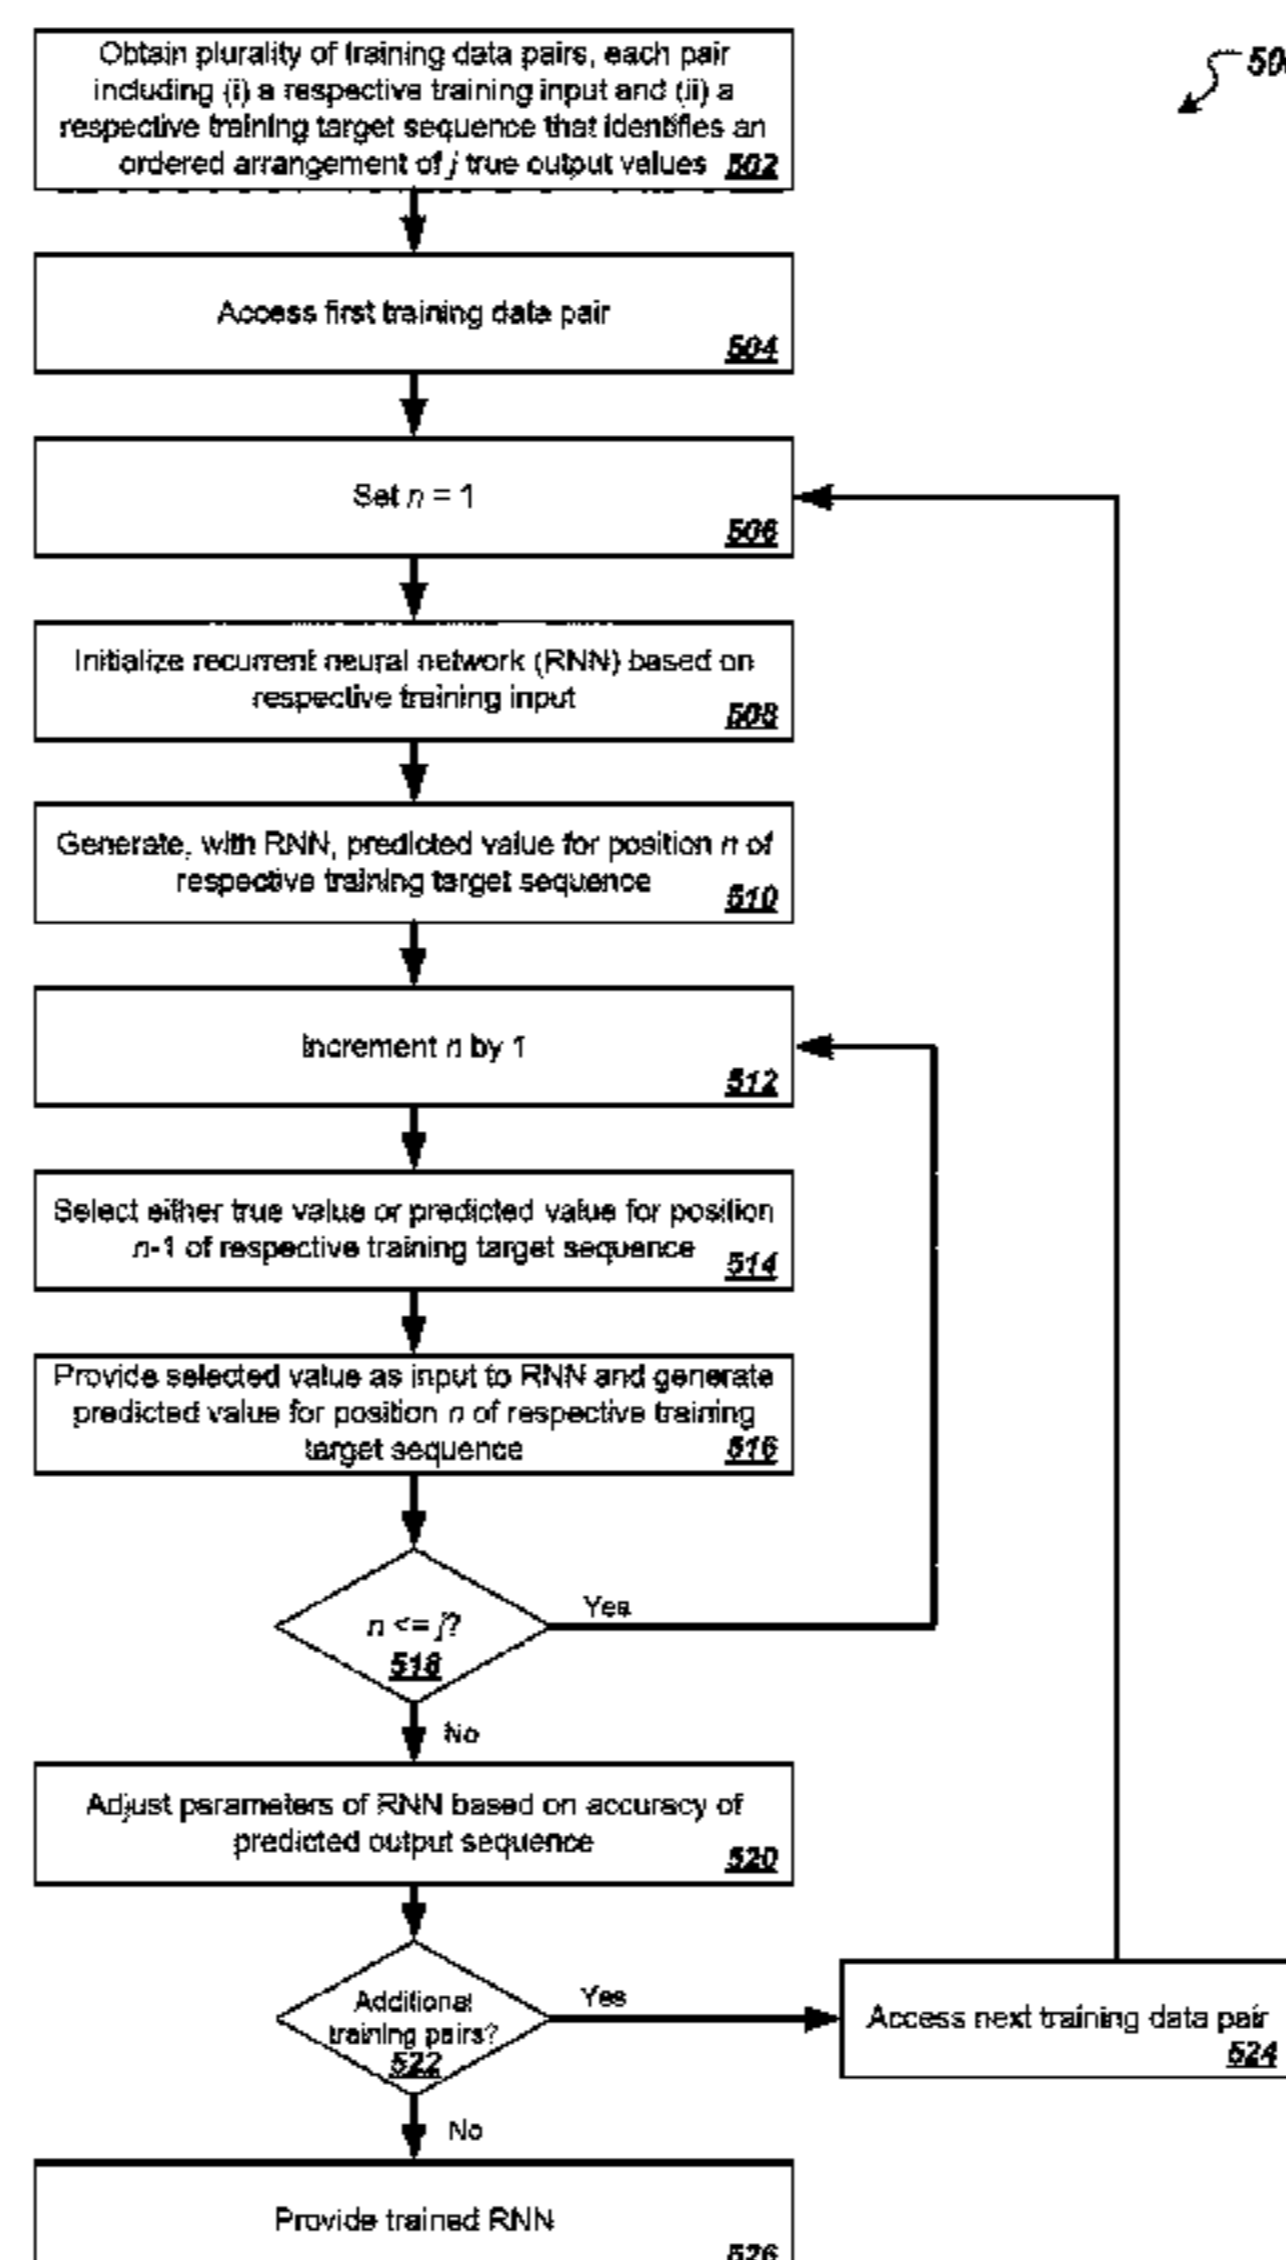 Obtain plurality of training data pairs, each pair
including (i) a respective training input and (ii) a
respective training target sequence that identifies an
ordered arrangement of j true output values 502
Access first training data pair
504
Set n = 1
506
Initialize recurrent neural network (RNN) based on
respective training input
508
Generate, with RNN, predicted value for position n of
respective training target sequence
510
Increment n by 1
512
Select either true value or predicted value for position
n-1 of respective training target sequence
514
Provide selected value as input to RNN and generate
predicted value for position n of respective training
target sequence
516
n <= j?
518
Yes
No
Adjust parameters of RNN based on accuracy of
predicted output sequence
520
Additional
training pairs?
522
Yes
Access next training data pair
524
No
Provide trained RNN
526